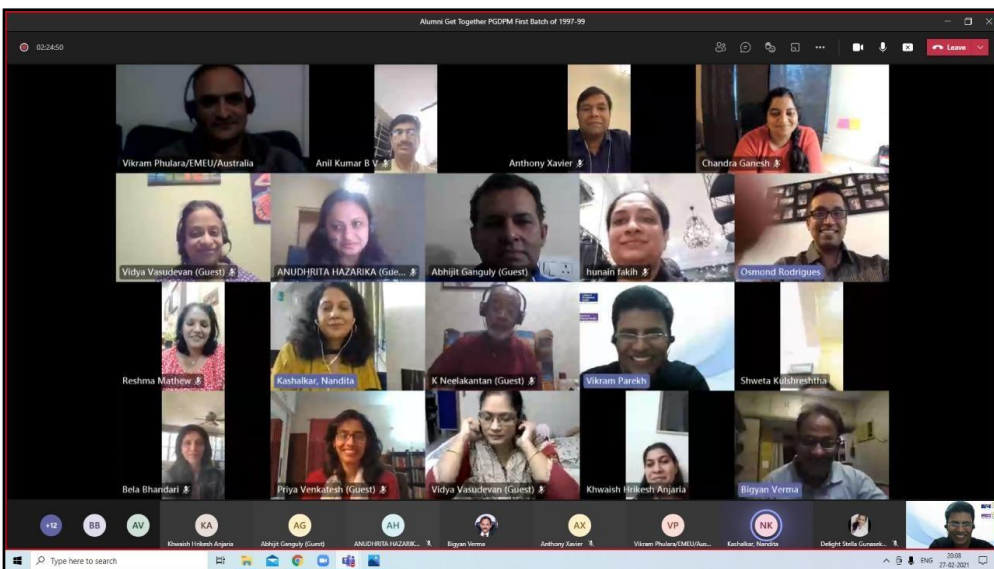 Alumni Get Together PGDPM First Batch of 1997-99
02:24:50
Leave
Vikram Phulara/EMEU/Australia
Anil Kumar B V
Anthony Xavier
Chandra Ganesh
Vidya Vasudevan (Guest)
ANUDHRITA HAZARIKA (Gue...
Abhijit Ganguly (Guest)
hunain fakih
Osmond Rodrigues
Reshma Mathew
Kashalkar, Nandita
K Neelakantan (Guest)
Vikram Parekh
Shweta Kulshreshtha
Bela Bhandari
Priya Venkatesh (Guest)
Vidya Vasudevan (Guest)
Khwaish Hrikesh Anjaria
Bigyan Verma
+12
BB
AV
KA
AG
AH
AX
VP
NK
Khwaish Hrikesh Anjaria
Abhijit Ganguly (Guest)
ANUDHRITA HAZARIK...
Bigyan Verma
Anthony Xavier
Vikram Phulara/EMEU/Aus...
Kashalkar, Nandita
Delight Stella Gunasek...
Type here to search
ENG
20:08
27-02-2021